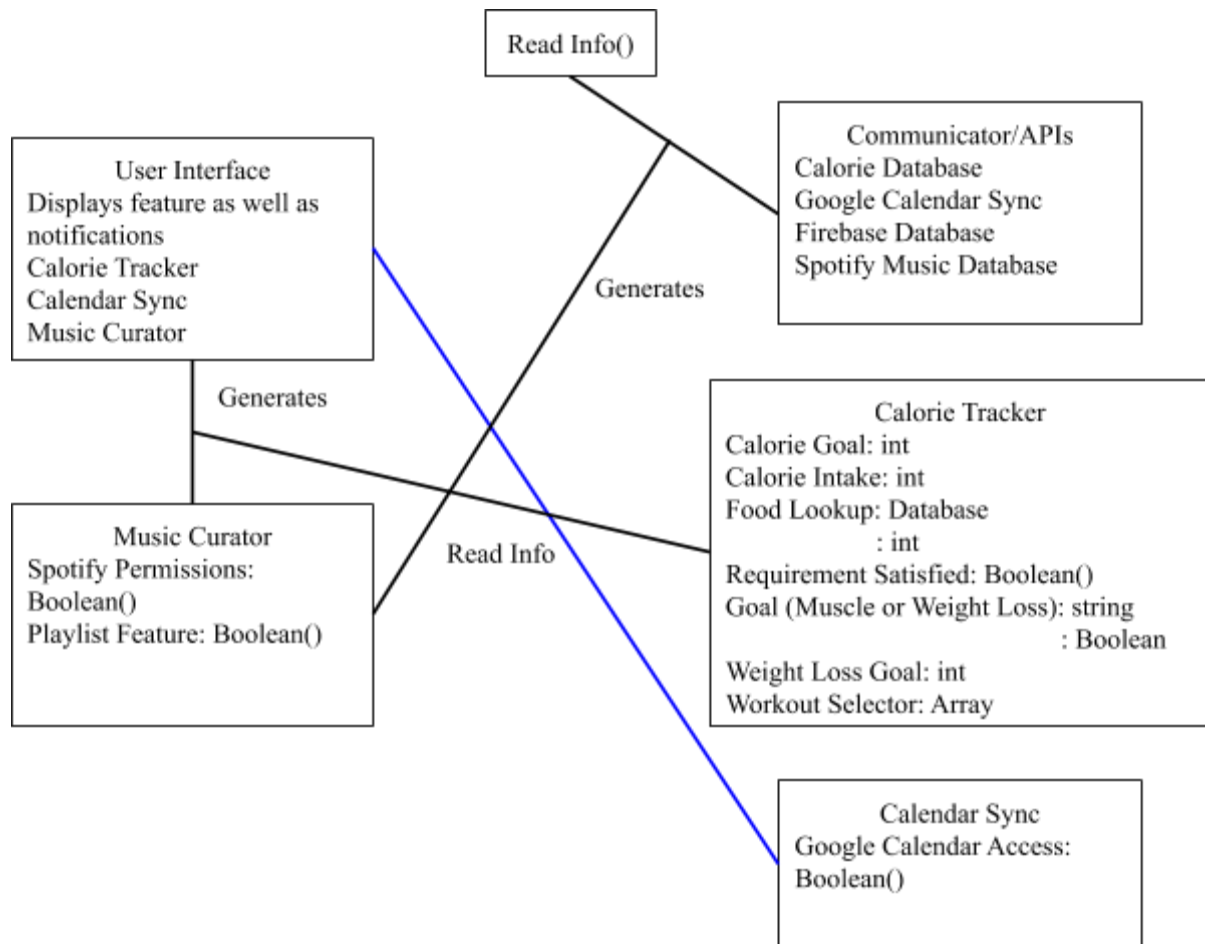 Read Info()
Communicator/APIs
Calorie Database
Google Calendar Sync
Firebase Database
Spotify Music Database
User Interface
Displays feature as well as
notifications
Calorie Tracker
Calendar Sync
Music Curator
Generates
Generates
Calorie Tracker
Calorie Goal: int
Calorie Intake: int
Food Lookup: Database
: int
Requirement Satisfied: Boolean()
Goal (Muscle or Weight Loss): string
: Boolean
Weight Loss Goal: int
Workout Selector: Array
Music Curator
Spotify Permissions:
Boolean()
Playlist Feature: Boolean()
Read Info
Calendar Sync
Google Calendar Access:
Boolean()